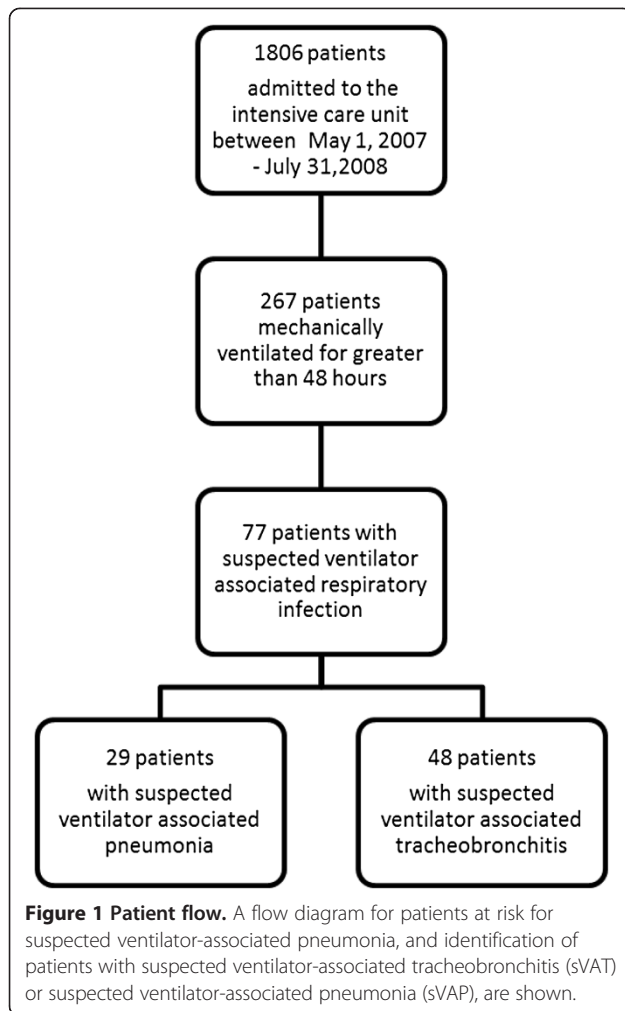 1806 patients
admitted to the
intensive care unit
between May 1, 2007
- July 31,2008
267 patients
mechanically
ventilated for greater
than 48 hours
77 patients with
suspected ventilator
associated respiratory
infection
29 patients
with suspected
ventilator associated
pneumonia
48 patients
with suspected
ventilator associated
tracheobronchitis
Figure 1 Patient flow. A flow diagram for patients at risk for
suspected ventilator-associated pneumonia, and identification of
patients with suspected ventilator-associated tracheobronchitis (sVAT)
or suspected ventilator-associated pneumonia (sVAP), are shown.